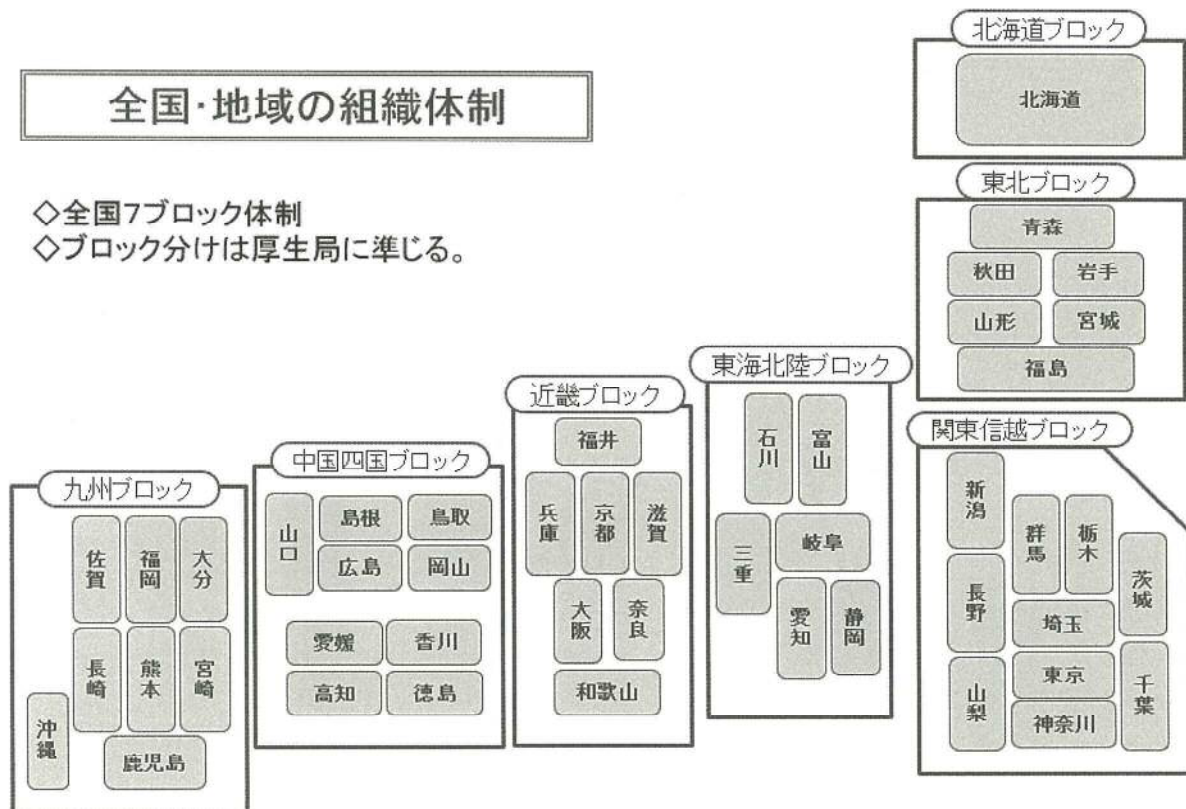 全国・地域の組織体制
◇全国7ブロック体制
◇ブロック分けは厚生局に準じる。
北海道ブロック
北海道
東北ブロック
青森
秋田
岩手
山形
宮城
福島
関東信越ブロック
新潟
群馬
栃木
茨城
長野
埼玉
東京
山梨
神奈川
千葉
東海北陸ブロック
石川
富山
三重
岐阜
愛知
静岡
近畿ブロック
福井
兵庫
京都
滋賀
大阪
奈良
和歌山
中国四国ブロック
山口
島根
鳥取
広島
岡山
愛媛
香川
高知
徳島
九州ブロック
佐賀
福岡
大分
長崎
熊本
宮崎
沖縄
鹿児島